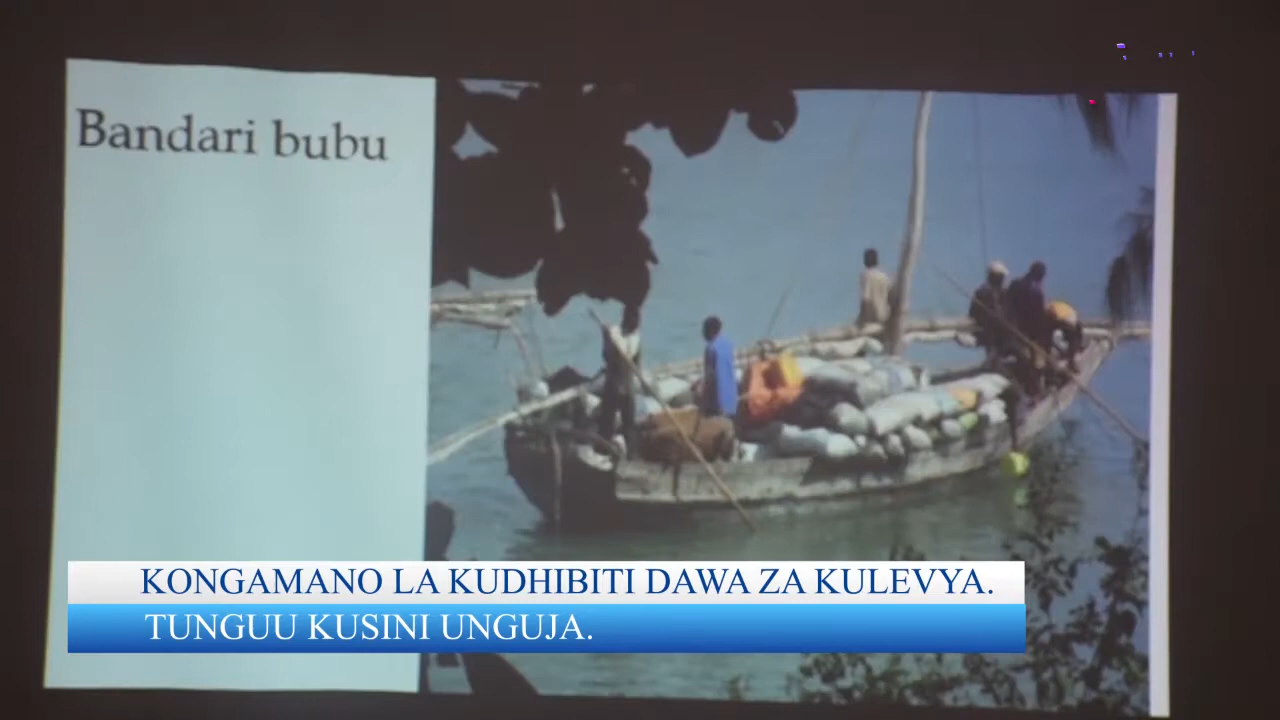 Bandari bubu
KONGAMANO LA KUDHIBITI DAWA ZA KULEVYA.
TUNGUU KUSINI UNGUJA.